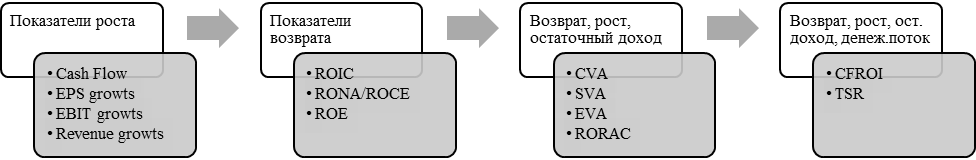 Показатели роста
• Cash Flow
• EPS growts
• EBIT growts
• Revenue growts
Показатели
возврата
• ROIC
• RONA/ROCE
• ROE
Возврат, рост,
остаточный доход
• CVA
• SVA
• EVA
• RORAC
Возврат, рост, ост.
доход, денеж.поток
• CFROI
• TSR